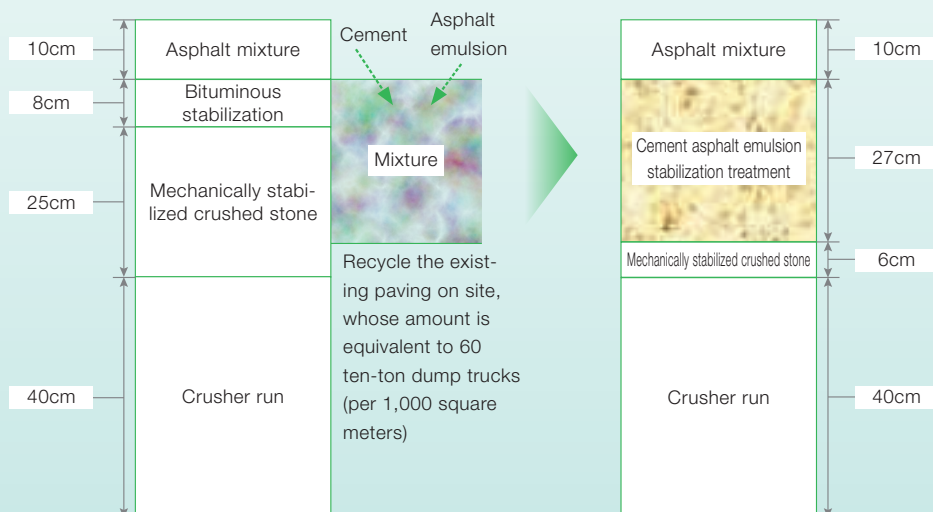 10cm
8cm
25cm
40cm
Asphalt mixture
Bituminous
stabilization
Mechanically stabi-
lized crushed stone
Crusher run
Cement
Asphalt
emulsion
Mixture
Recycle the exist-
ing paving on site,
whose amount is
equivalent to 60
ten-ton dump trucks
(per 1,000 square
meters)
Asphalt mixture
Cement asphalt emulsion
stabilization treatment
Mechanically stabilized crushed stone
Crusher run
10cm
27cm
6cm
40cm